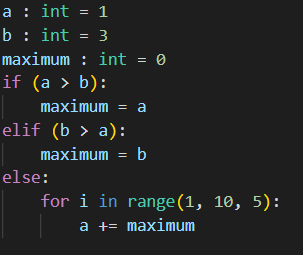 a : int = 1
b : int = 3
maximum : int = 0
if (a > b):
    maximum = a
elif (b > a):
    maximum = b
else:
    for i in range(1, 10, 5):
        a += maximum